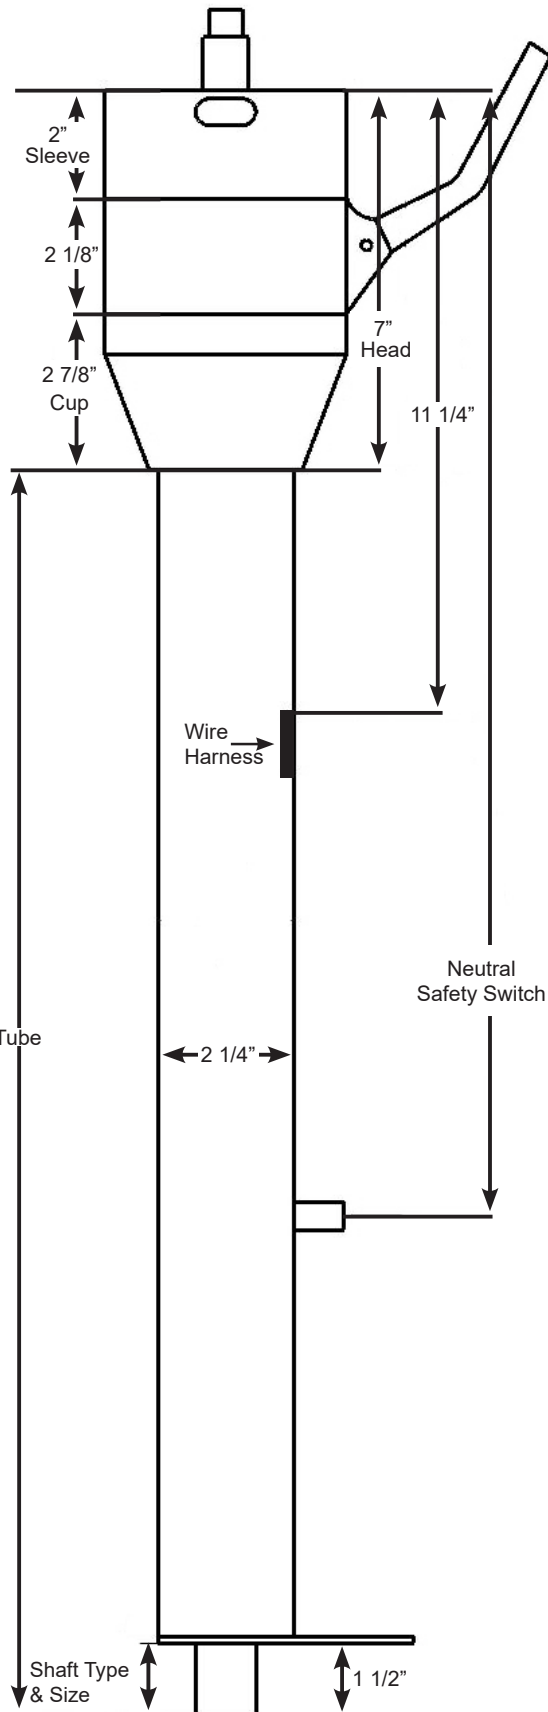 2”
Sleeve
2 1/8”
2 7/8”
Cup
7”
Head
11 1/4”
Wire
Harness
Neutral
Safety Switch
Tube
2 1/4”
Shaft Type
& Size
1 1/2”